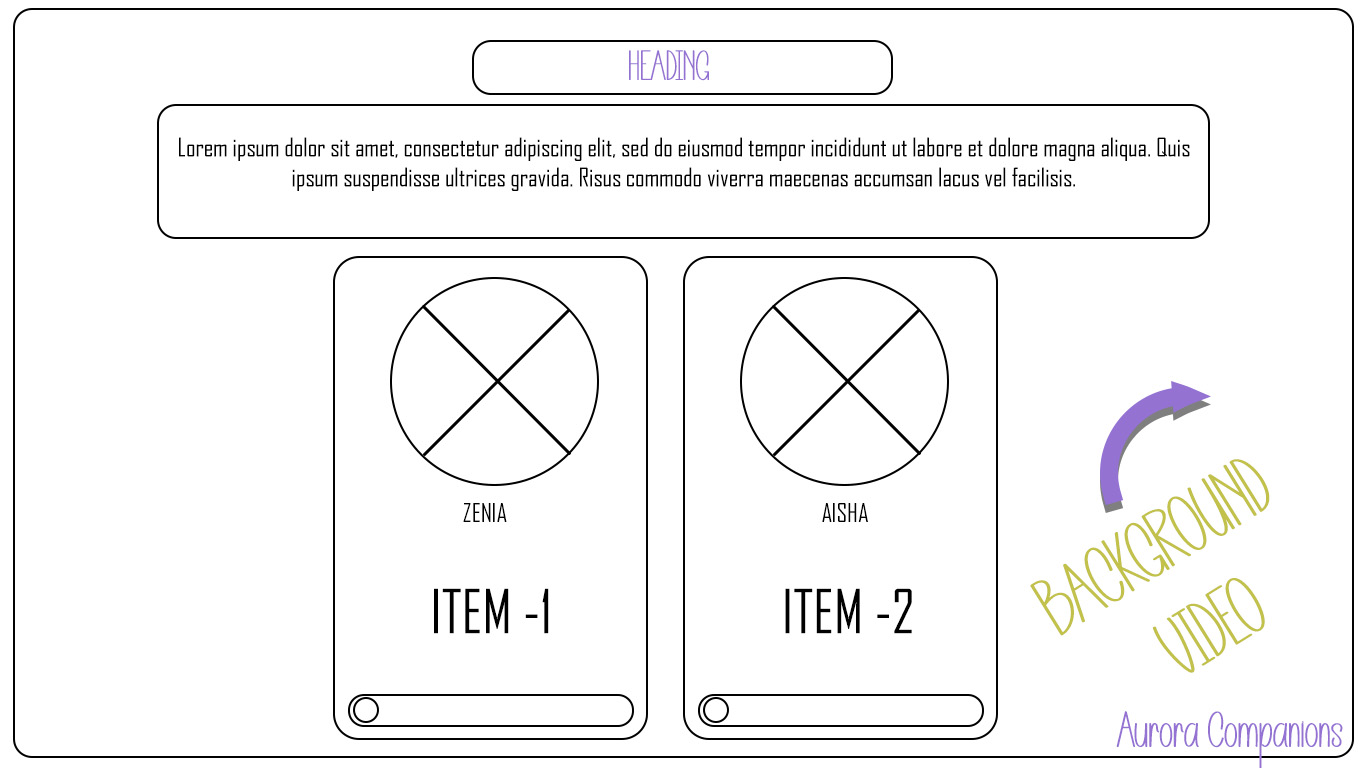 HEADING
Lorem ipsum dolor sit amet, consectetur adipiscing elit, sed do eiusmod tempor incididunt ut labore et dolore magna aliqua. Quis
ipsum suspendisse ultrices gravida. Risus commodo viverra maecenas accumsan lacus vel facilisis.
ZENIA
ITEM -1
AISHA
ITEM -2
BACKGROUND
VIDEO
Aurora Companions